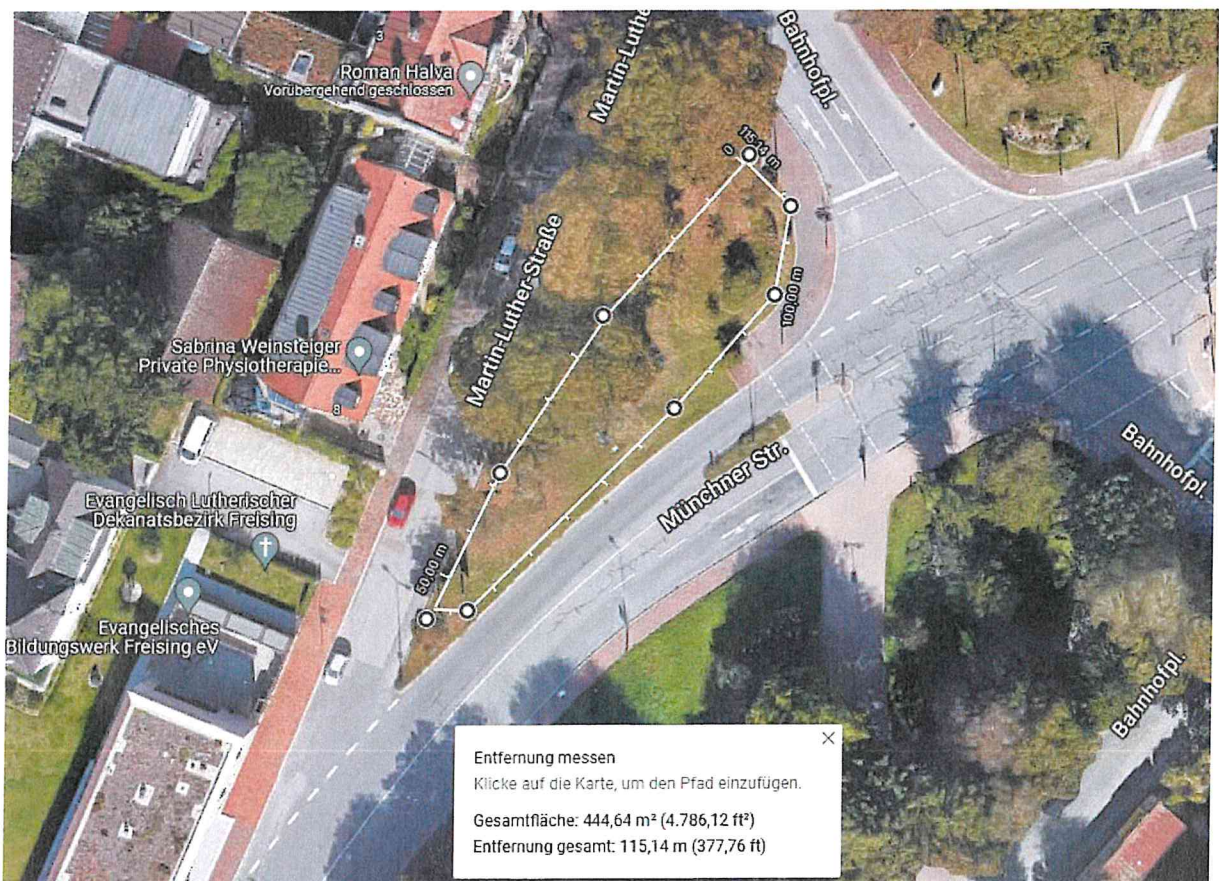 3
Roman Halva
Vorübergehend geschlossen
Martin-Luthe
Bahnhofpl.
0
115,14 m
Martin-Luther-Straße
100,00 m
Sabrina Weinsteiger
Private Physiotherapie...
8
Münchner Str.
Bahnhofpl.
Evangelisch Lutherischer
Dekanatsbezirk Freising
50,00 m
Evangelisches
Bildungswerk Freising eV
Bahnhofpl.
Entfernung messen
Klicke auf die Karte, um den Pfad einzufügen.
Gesamtfläche: 444,64 m² (4.786,12 ft²)
Entfernung gesamt: 115,14 m (377,76 ft)